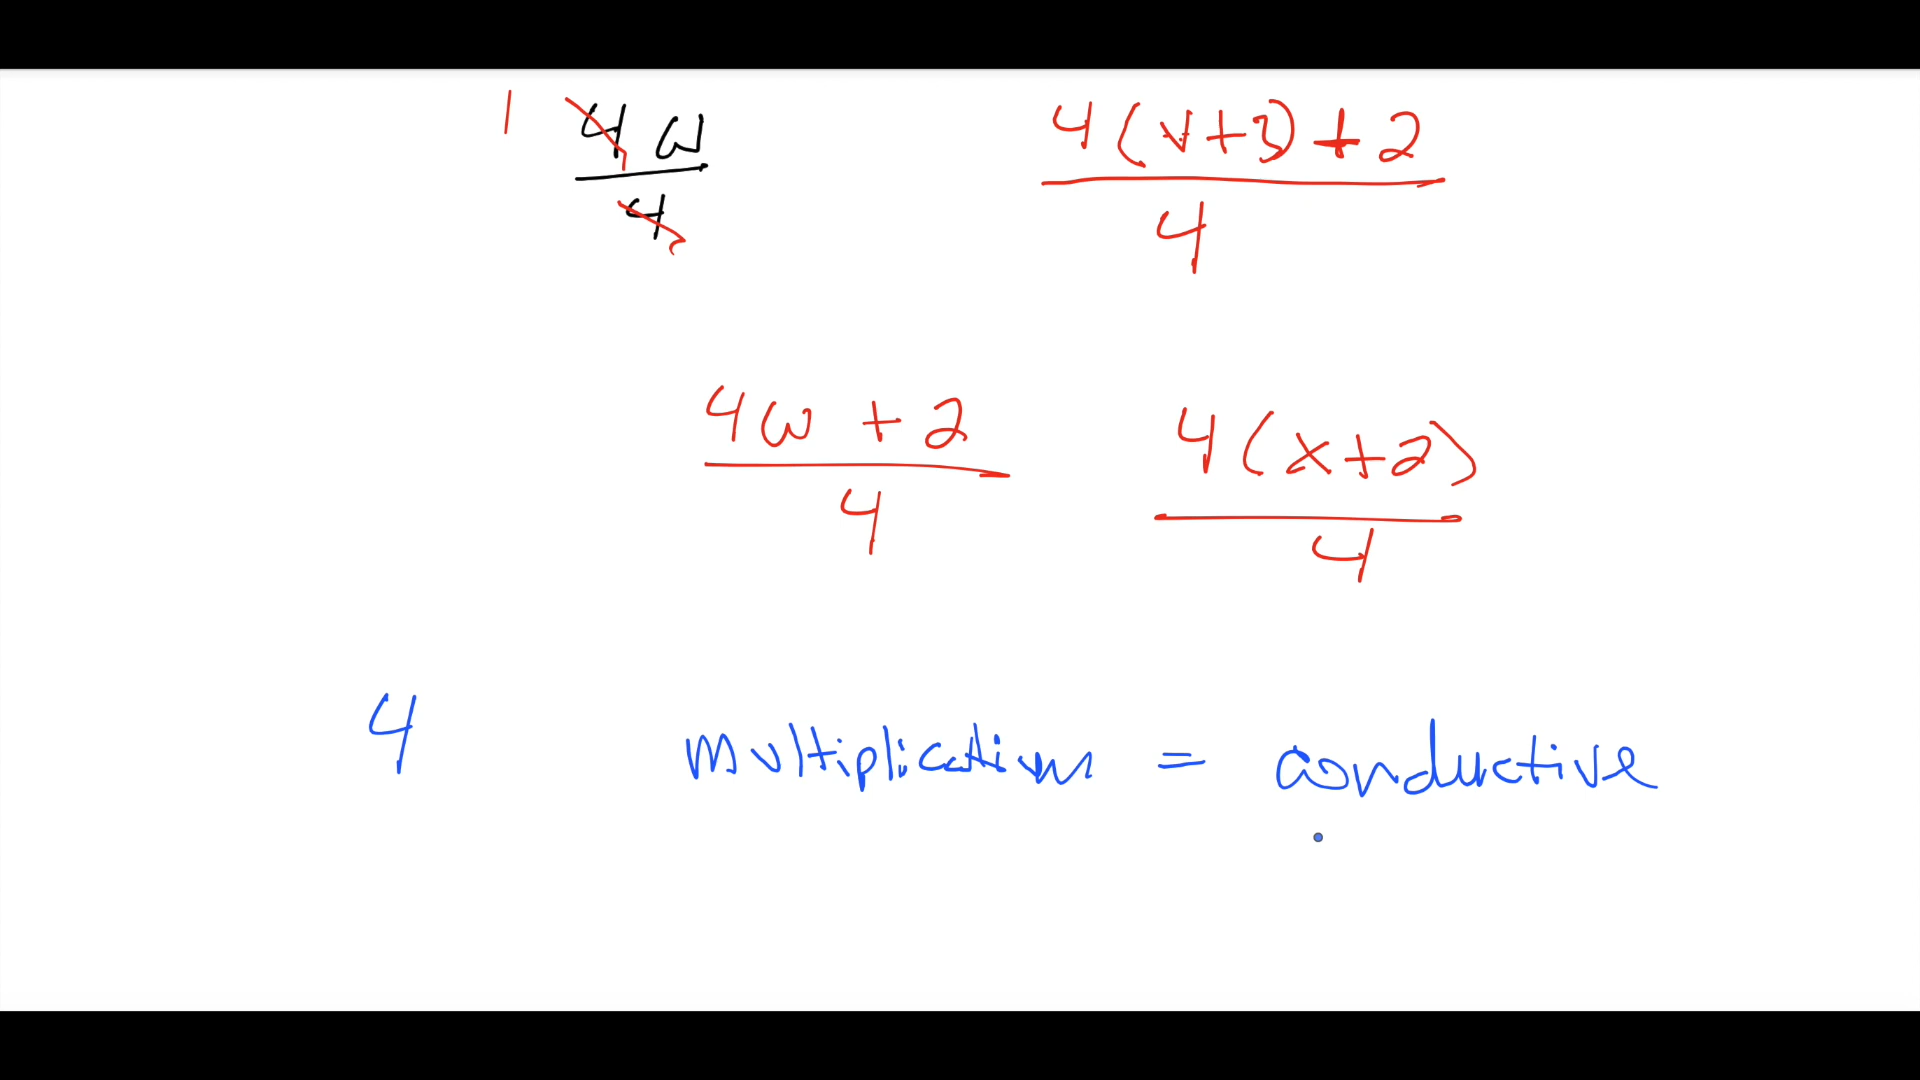 1 4w 4(v+3)+2
4 4
4w + 2 4(x+2)
4 4
4 multiplication = conductive